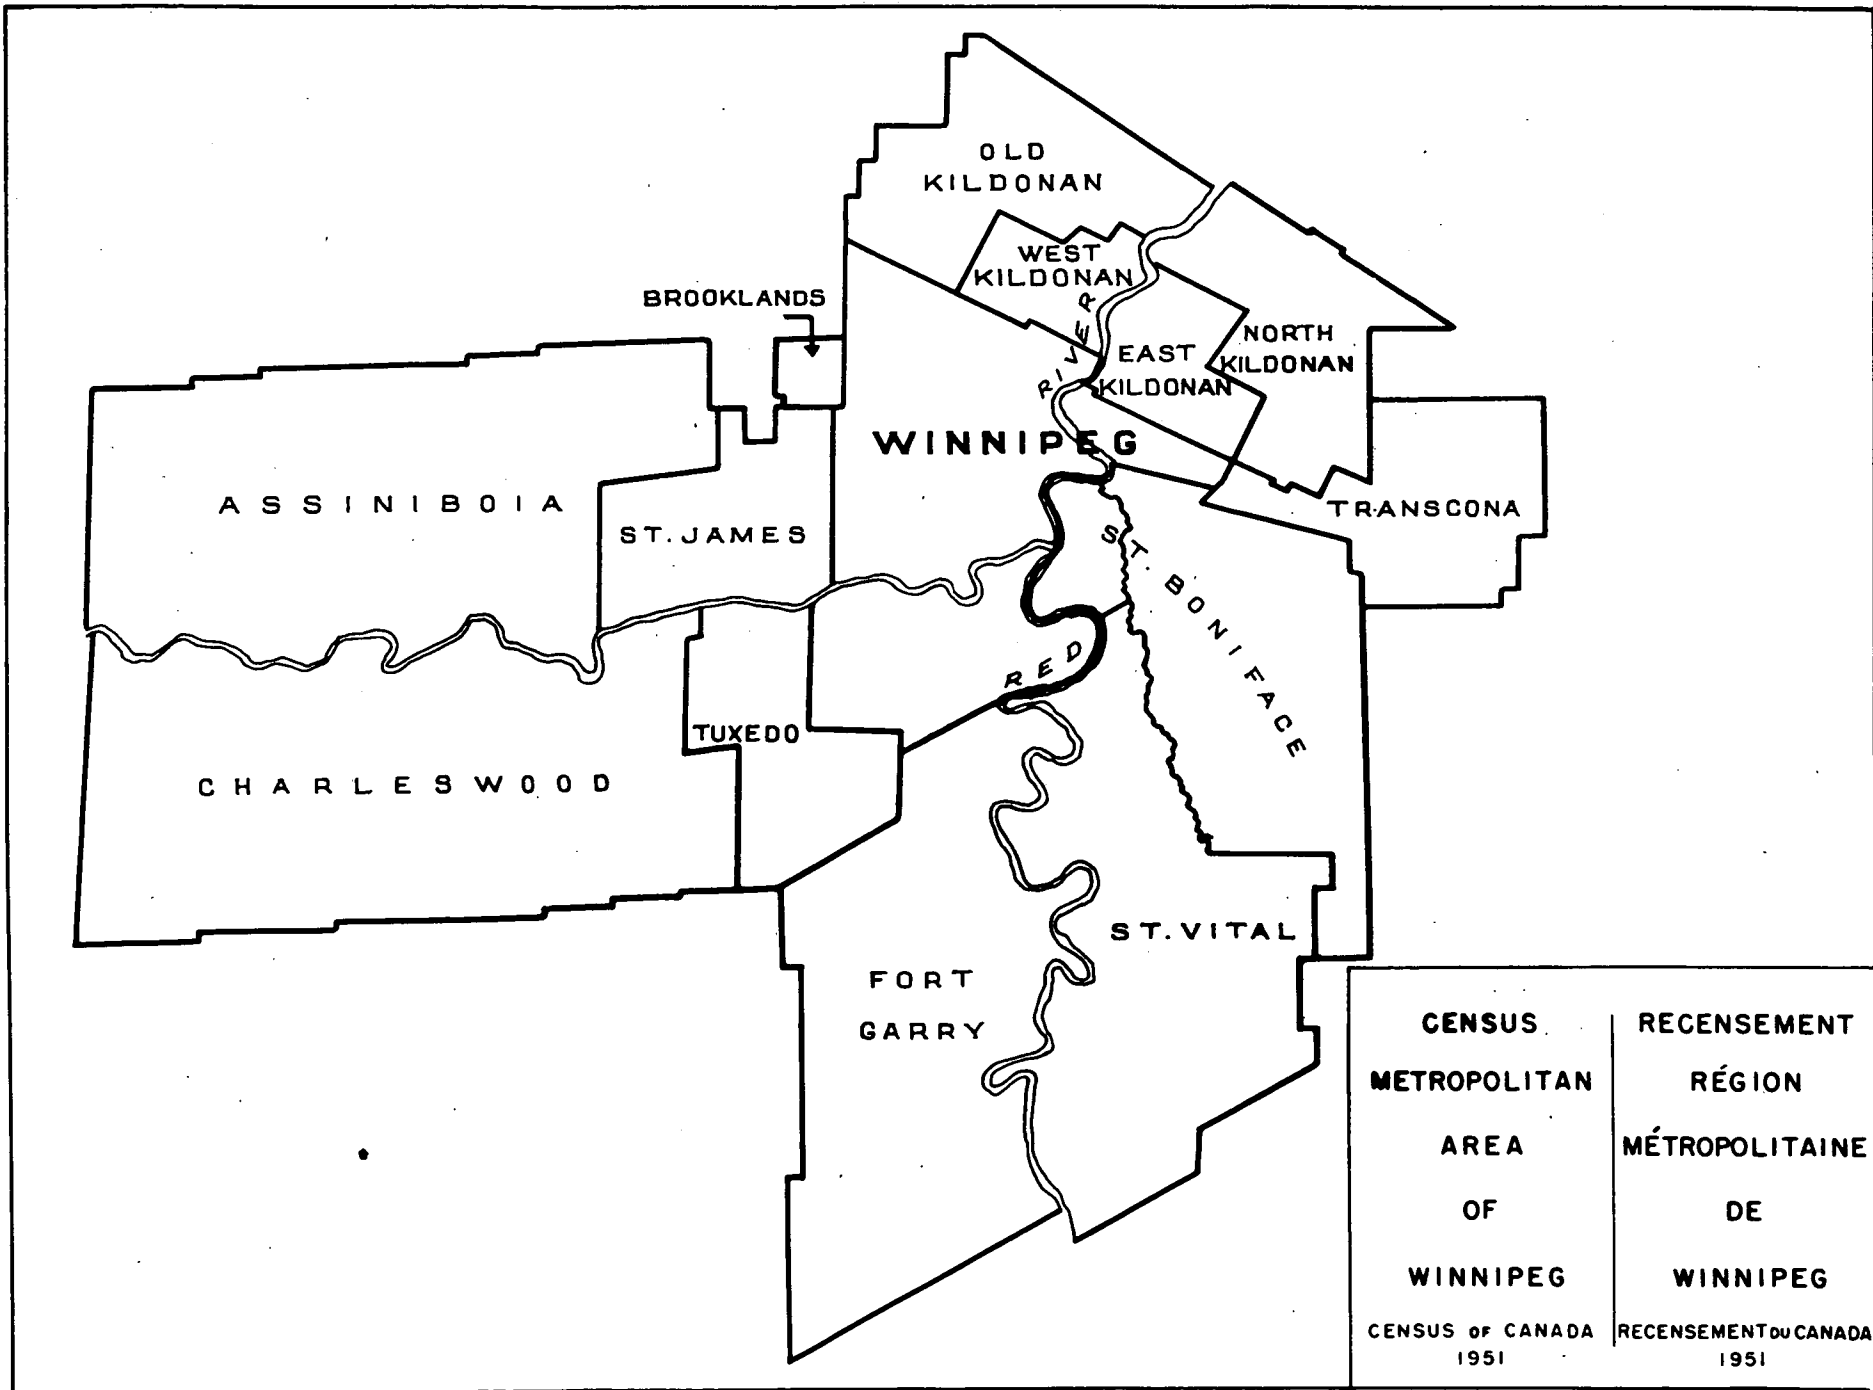 OLD
KILDONAN
WEST
KILDONAN
BROOKLANDS
RIVER
NORTH
KILDONAN
EAST
KILDONAN
WINNIPEG
ASSINIBOIA
ST. JAMES
TRANSCONA
ST. BONIFACE
RED
TUXEDO
CHARLESWOOD
ST. VITAL
FORT
GARRY
CENSUS
METROPOLITAN
AREA
OF
WINNIPEG
CENSUS OF CANADA
1951
RECENSEMENT
RÉGION
MÉTROPOLITAINE
DE
WINNIPEG
RECENSEMENT DU CANADA
1951